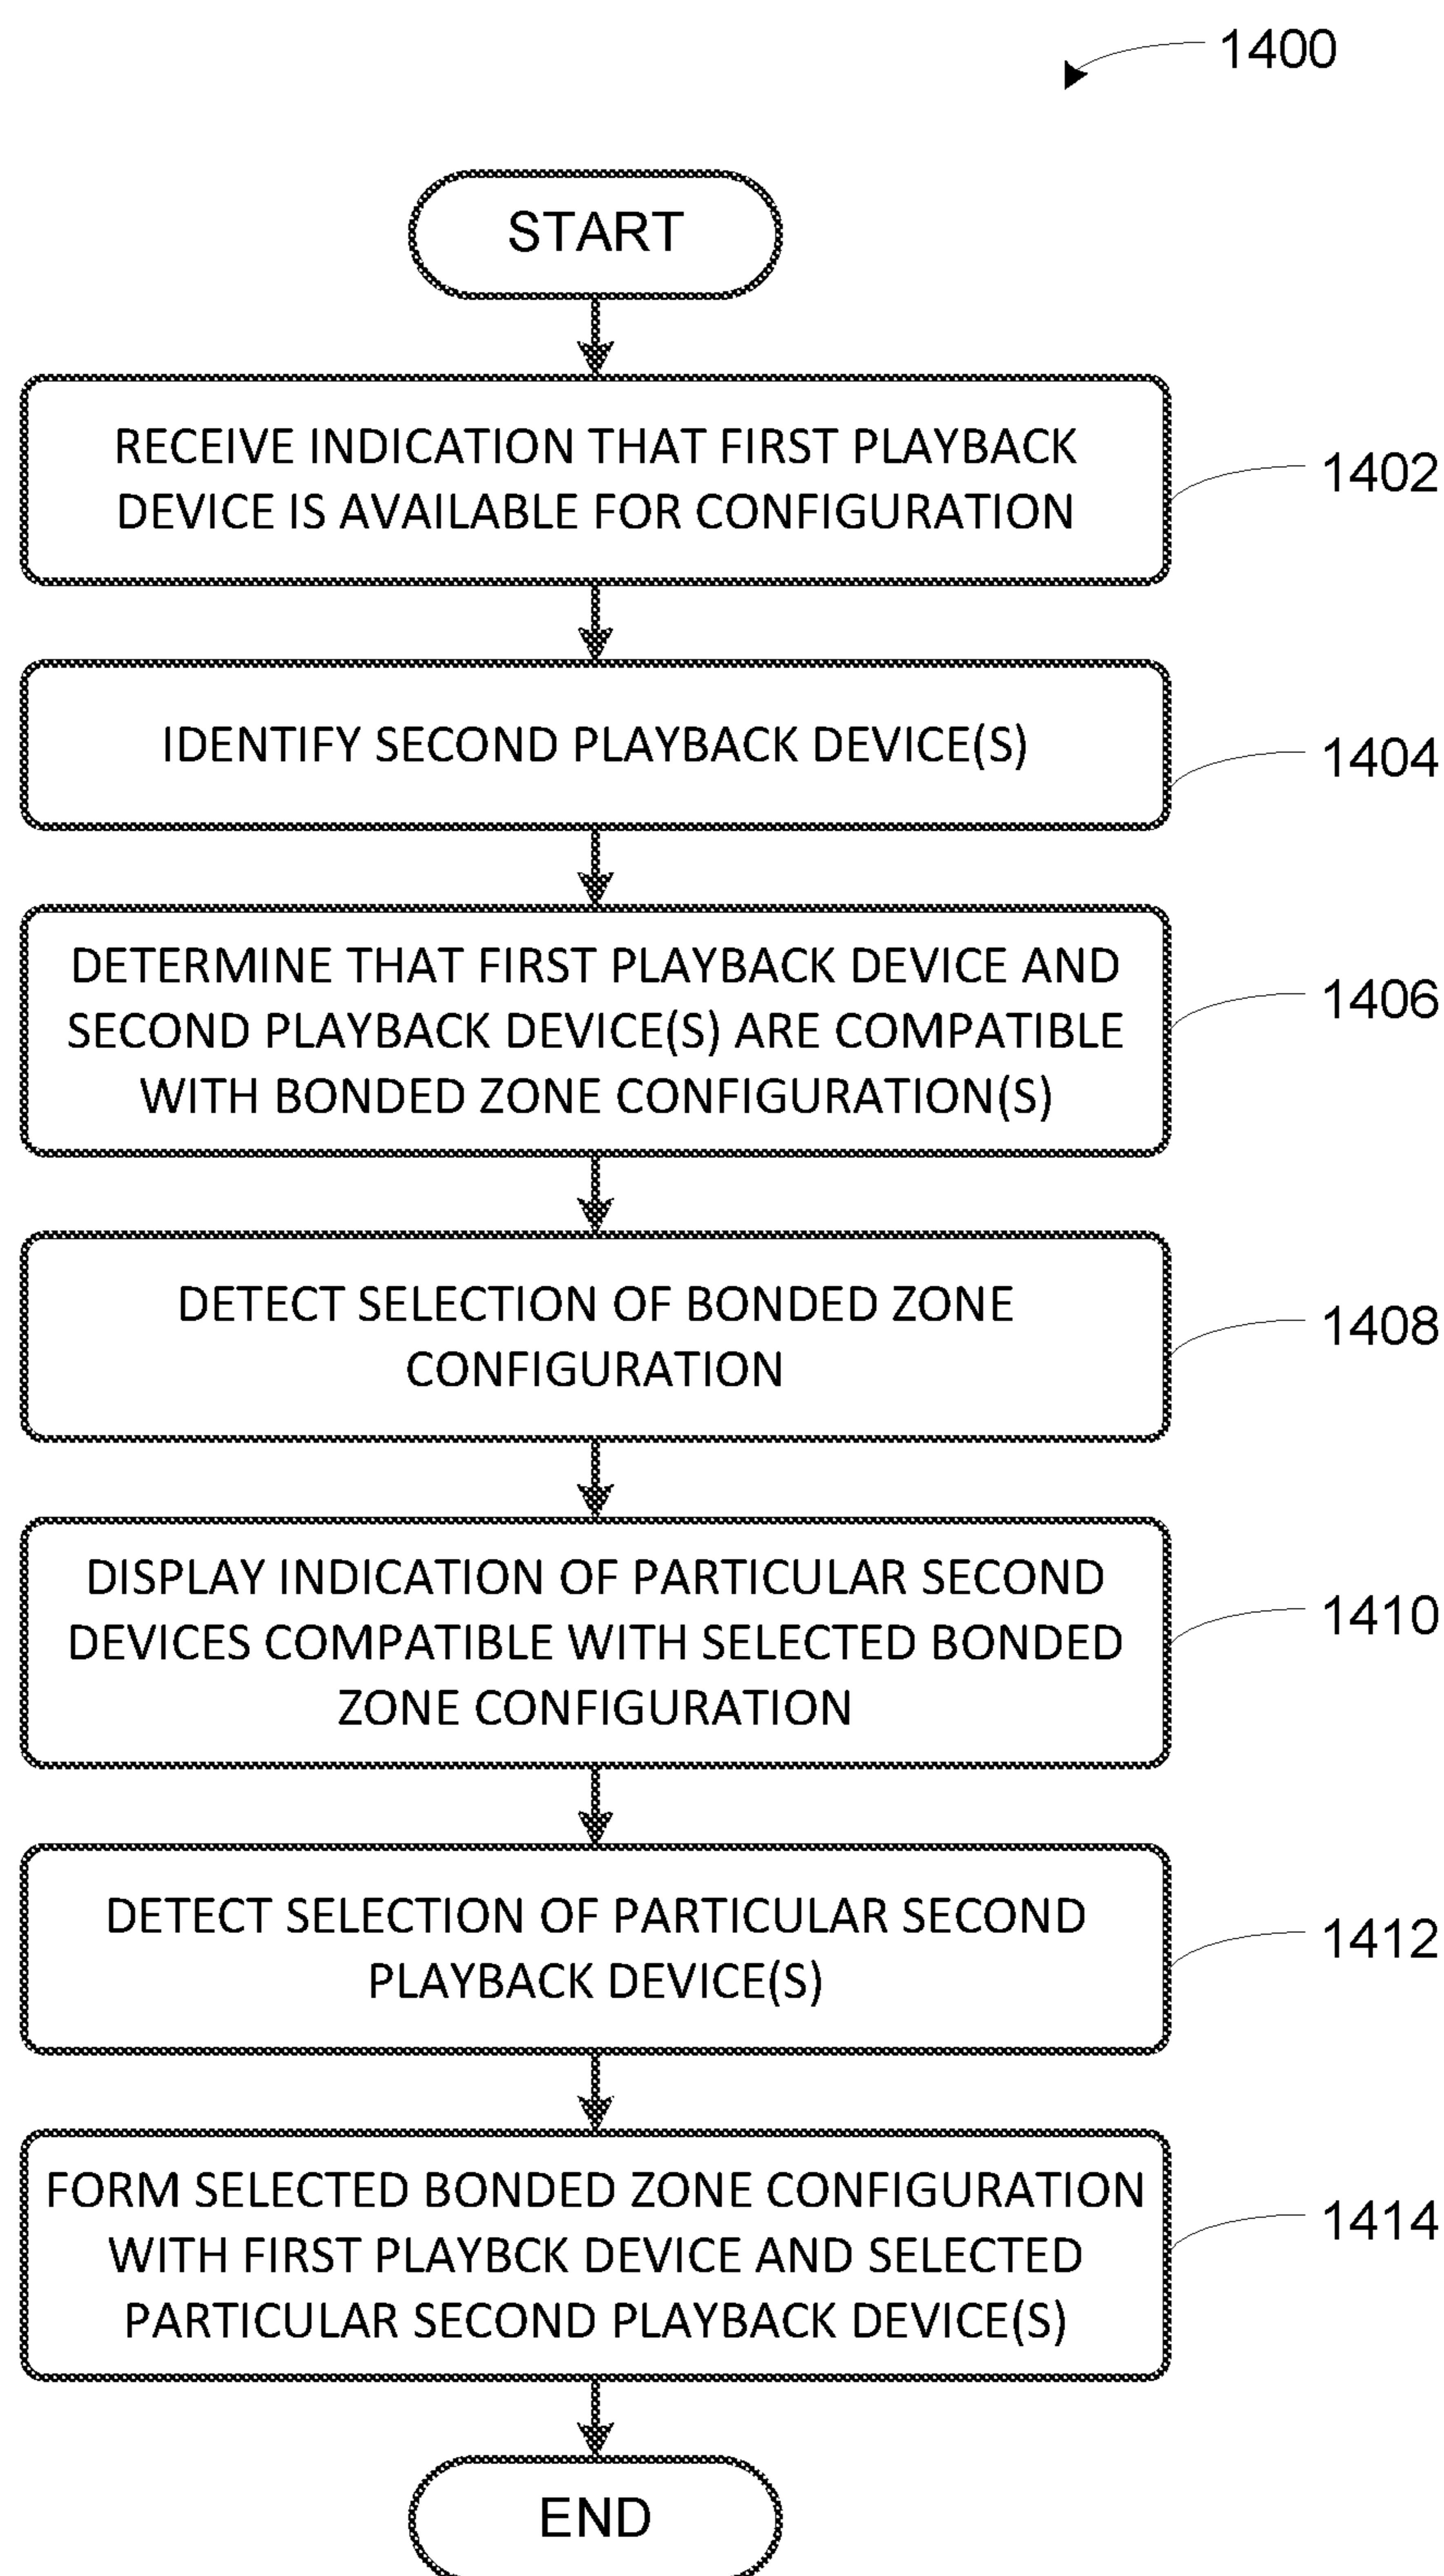 1400
START
RECEIVE INDICATION THAT FIRST PLAYBACK
DEVICE IS AVAILABLE FOR CONFIGURATION
1402
IDENTIFY SECOND PLAYBACK DEVICE(S)
1404
DETERMINE THAT FIRST PLAYBACK DEVICE AND
SECOND PLAYBACK DEVICE(S) ARE COMPATIBLE
WITH BONDED ZONE CONFIGURATION(S)
1406
DETECT SELECTION OF BONDED ZONE
CONFIGURATION
1408
DISPLAY INDICATION OF PARTICULAR SECOND
DEVICES COMPATIBLE WITH SELECTED BONDED
ZONE CONFIGURATION
1410
DETECT SELECTION OF PARTICULAR SECOND
PLAYBACK DEVICE(S)
1412
FORM SELECTED BONDED ZONE CONFIGURATION
WITH FIRST PLAYBCK DEVICE AND SELECTED
PARTICULAR SECOND PLAYBACK DEVICE(S)
1414
END